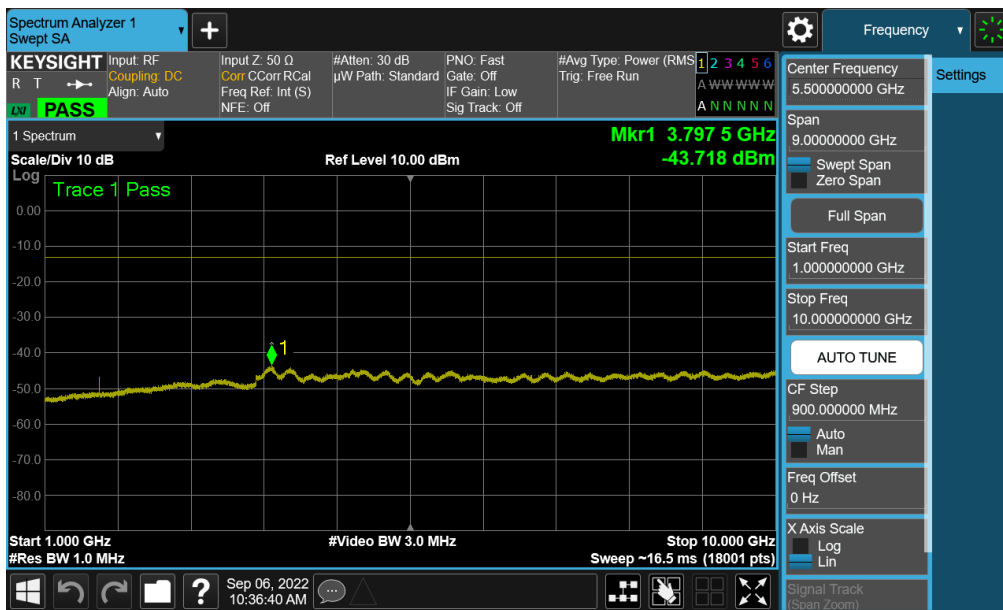 Spectrum Analyzer 1
Swept SA
Frequency
KEYSIGHT
R T
LXI PASS
Input: RF
Coupling: DC
Align: Auto
Input Z: 50 Ω
Corr CCorr RCal
Freq Ref: Int (S)
NFE: Off
#Atten: 30 dB
µW Path: Standard
PNO: Fast
Gate: Off
IF Gain: Low
Sig Track: Off
#Avg Type: Power (RMS
Trig: Free Run
1 2 3 4 5 6
A W W W W W
A N N N N N
1 Spectrum
Mkr1 3.797 5 GHz
Scale/Div 10 dB
Ref Level 10.00 dBm
-43.718 dBm
Log
Trace 1 Pass
0.00
-10.0
-20.0
-30.0
-40.0
-50.0
-60.0
-70.0
-80.0
1
Start 1.000 GHz
#Video BW 3.0 MHz
Stop 10.000 GHz
#Res BW 1.0 MHz
Sweep ~16.5 ms (18001 pts)
Sep 06, 2022
10:36:40 AM
?
Center Frequency
5.500000000 GHz
Settings
Span
9.00000000 GHz
Swept Span
Zero Span
Full Span
Start Freq
1.000000000 GHz
Stop Freq
10.000000000 GHz
AUTO TUNE
CF Step
900.000000 MHz
Auto
Man
Freq Offset
0 Hz
X Axis Scale
Log
Lin
Signal Track
(Span Zoom)